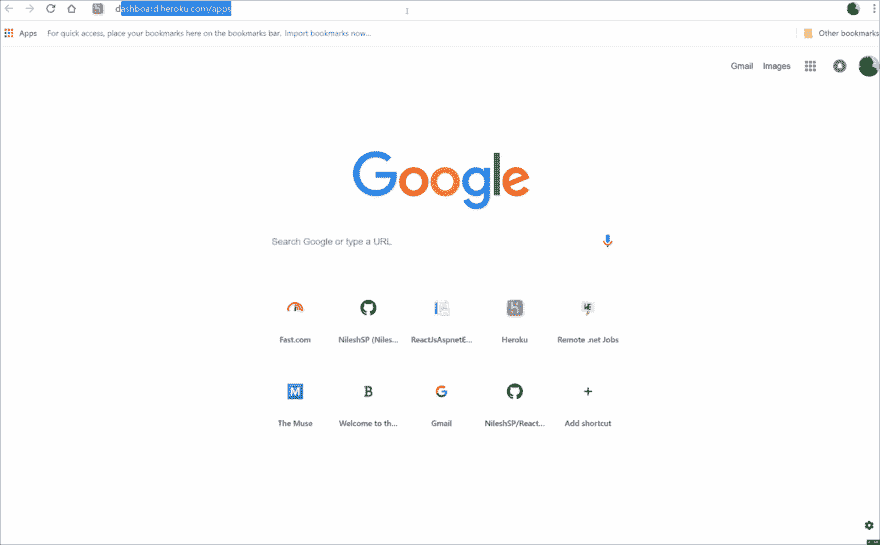 dashboard.heroku.com/apps
Apps For quick access, place your bookmarks here on the bookmarks bar. Import bookmarks now... Other bookmarks
Gmail Images
Google
Search Google or type a URL
Fast.com NileshSP (Niles... ReactJsAspnetE... Heroku Remote .net Jobs
M B G
The Muse Welcome to th... Gmail NileshSP/React... Add shortcut